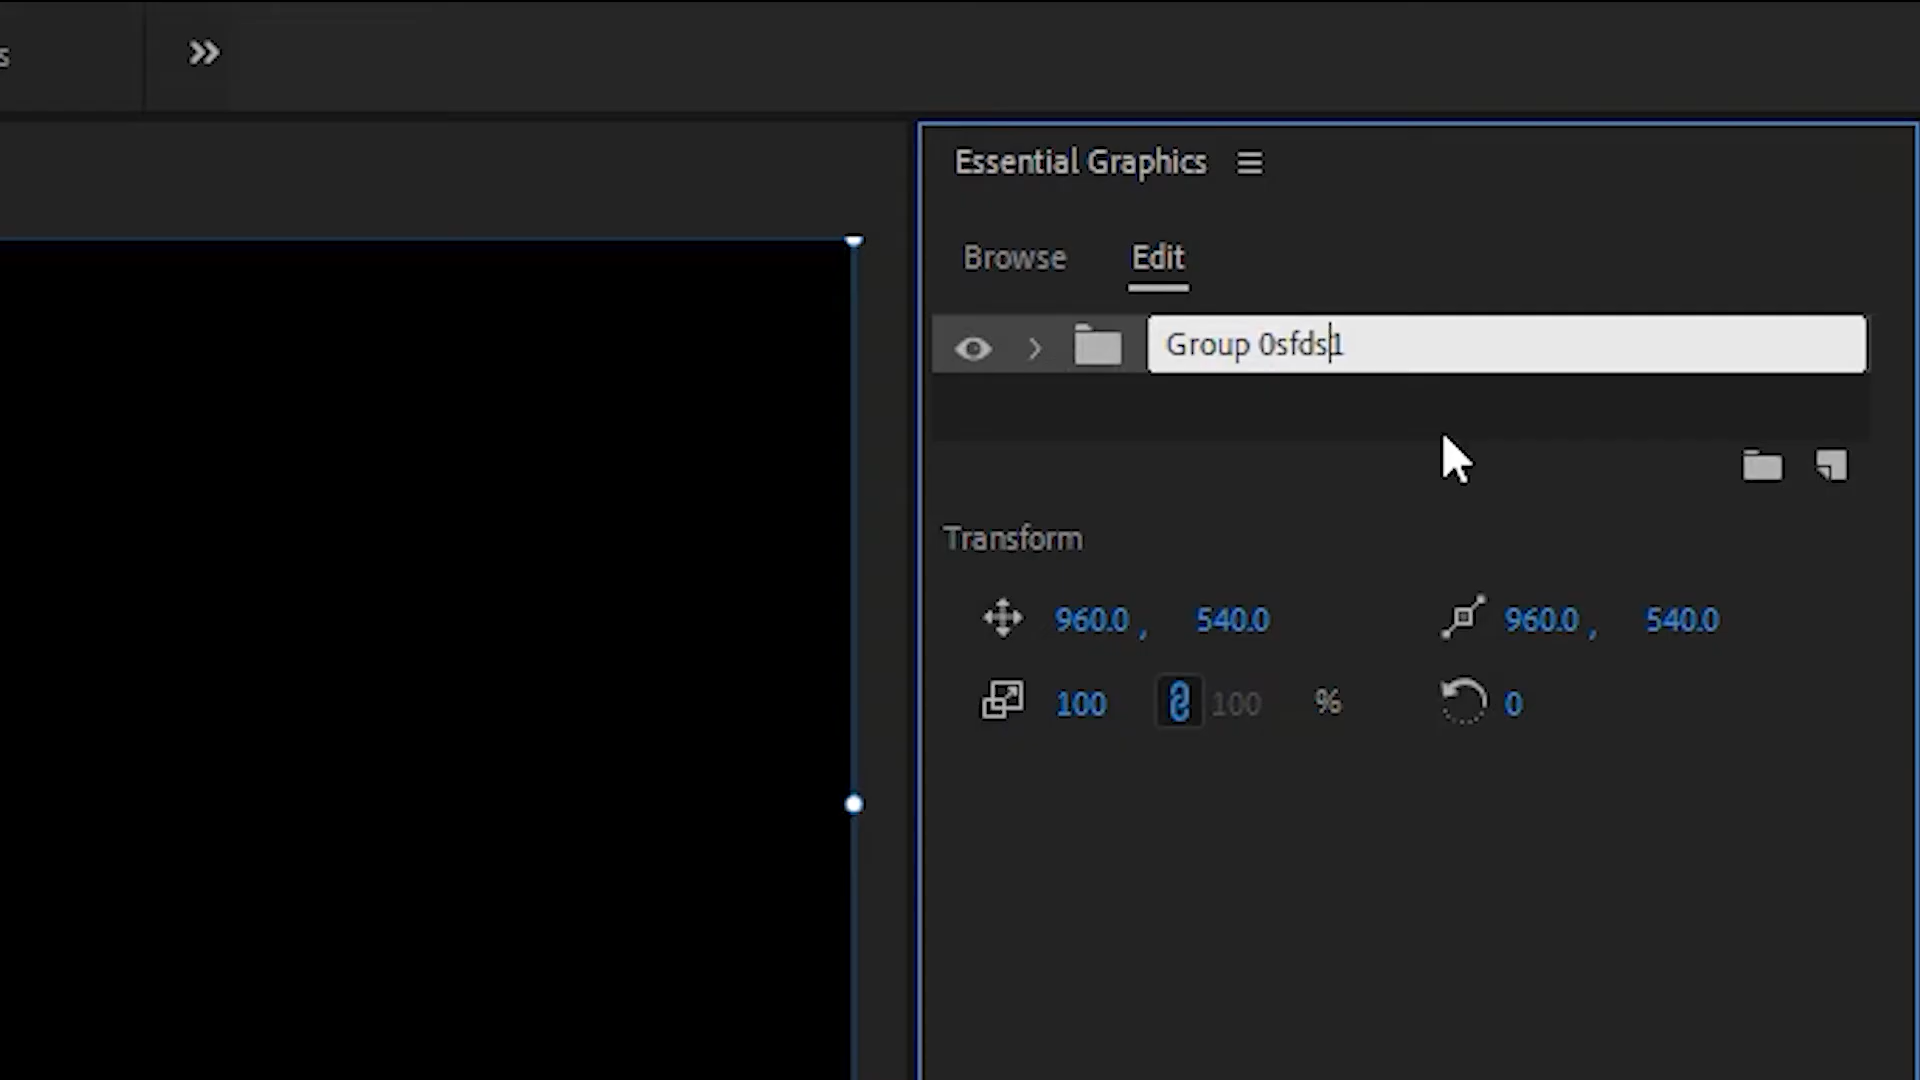 s
Essential Graphics
Browse Edit
Group 0sfds1
Transform
960.0 , 540.0 960.0 , 540.0
100 100 % 0